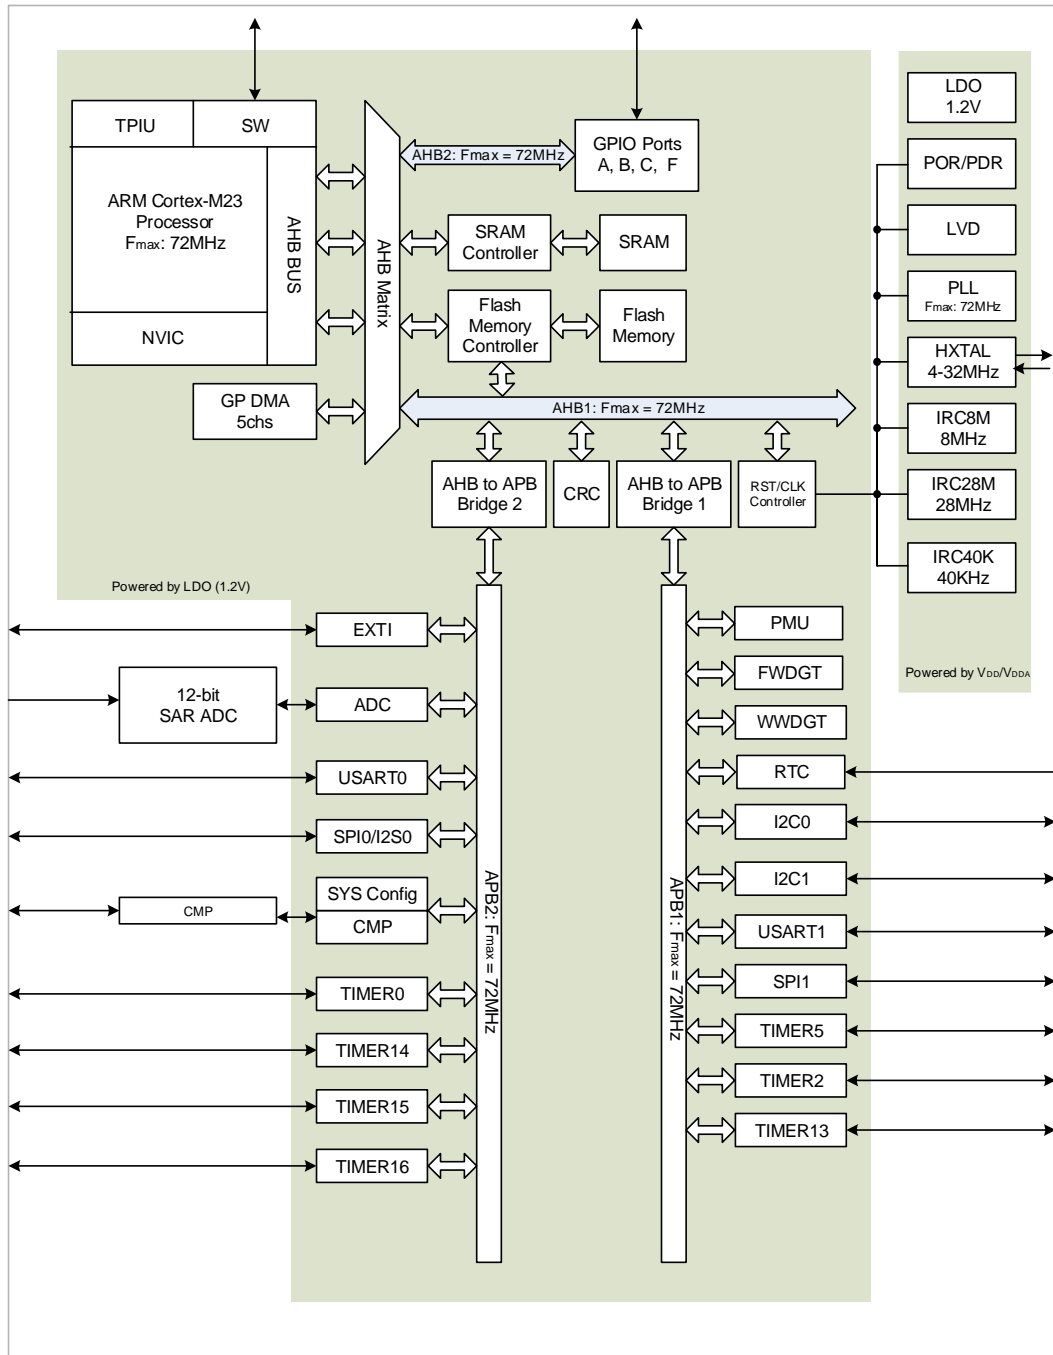 TPIU
SW
ARM Cortex-M23
Processor
Fmax: 72MHz
AHB BUS
NVIC
GP DMA
5chs
AHB Matrix
AHB2: Fmax = 72MHz
GPIO Ports
A, B, C, F
SRAM
Controller
SRAM
Flash
Memory
Controller
Flash
Memory
AHB1: Fmax = 72MHz
AHB to APB
Bridge 2
CRC
AHB to APB
Bridge 1
RST/CLK
Controller
LDO
1.2V
POR/PDR
LVD
PLL
Fmax: 72MHz
HXTAL
4-32MHz
IRC8M
8MHz
IRC28M
28MHz
IRC40K
40KHz
Powered by VDD/VDDA
Powered by LDO (1.2V)
EXTI
12-bit
SAR ADC
ADC
USART0
SPI0/I2S0
CMP
SYS Config
CMP
TIMER0
TIMER14
TIMER15
TIMER16
APB2: Fmax = 72MHz
APB1: Fmax = 72MHz
PMU
FWDGT
WWDGT
RTC
I2C0
I2C1
USART1
SPI1
TIMER5
TIMER2
TIMER13